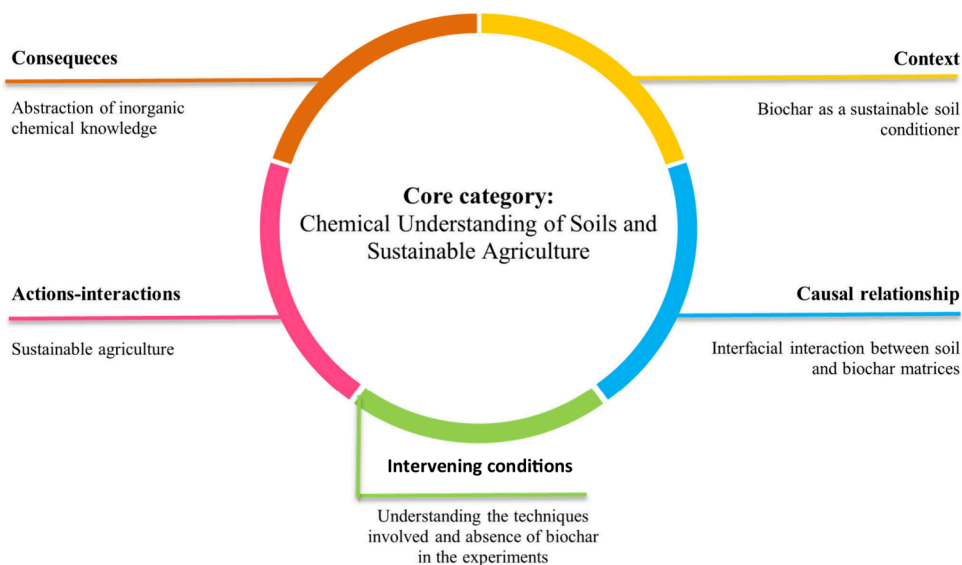 Consequeces
Abstraction of inorganic
chemical knowledge
Context
Biochar as a sustainable soil
conditioner
Core category:
Chemical Understanding of Soils and
Sustainable Agriculture
Actions-interactions
Sustainable agriculture
Causal relationship
Interfacial interaction between soil
and biochar matrices
Intervening conditions
Understanding the techniques
involved and absence of biochar
in the experiments